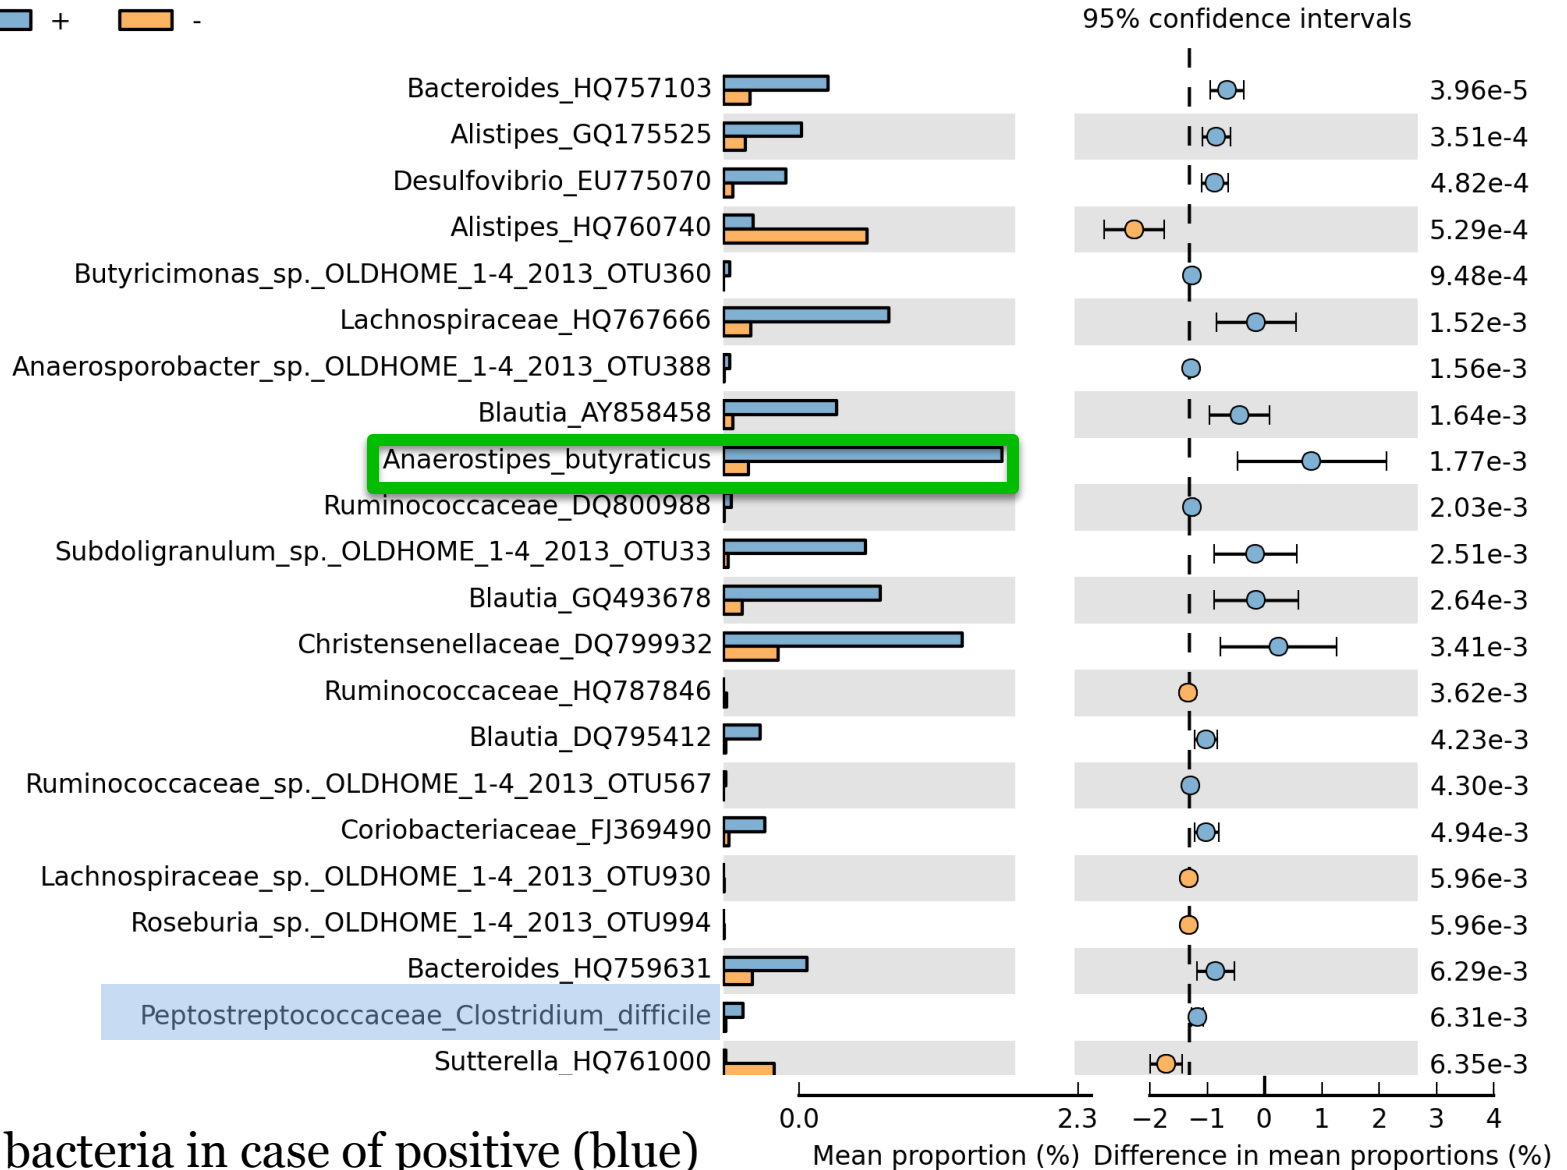 + -
95% confidence intervals
Bacteroides_HQ757103 3.96e-5
Alistipes_GQ175525 3.51e-4
Desulfovibrio_EU775070 4.82e-4
Alistipes_HQ760740 5.29e-4
Butyricimonas_sp._OLDHOME_1-4_2013_OTU360 9.48e-4
Lachnospiraceae_HQ767666 1.52e-3
Anaerosporobacter_sp._OLDHOME_1-4_2013_OTU388 1.56e-3
Blautia_AY858458 1.64e-3
Anaerostipes_butyraticus 1.77e-3
Ruminococcaceae_DQ800988 2.03e-3
Subdoligranulum_sp._OLDHOME_1-4_2013_OTU33 2.51e-3
Blautia_GQ493678 2.64e-3
Christensenellaceae_DQ799932 3.41e-3
Ruminococcaceae_HQ787846 3.62e-3
Blautia_DQ795412 4.23e-3
Ruminococcaceae_sp._OLDHOME_1-4_2013_OTU567 4.30e-3
Coriobacteriaceae_FJ369490 4.94e-3
Lachnospiraceae_sp._OLDHOME_1-4_2013_OTU930 5.96e-3
Roseburia_sp._OLDHOME_1-4_2013_OTU994 5.96e-3
Bacteroides_HQ759631 6.29e-3
Peptostreptococcaceae_Clostridium_difficile 6.31e-3
Sutterella_HQ761000 6.35e-3
0.0 2.3 −2 −1 0 1 2 3 4
Mean proportion (%) Difference in mean proportions (%)
bacteria in case of positive (blue)